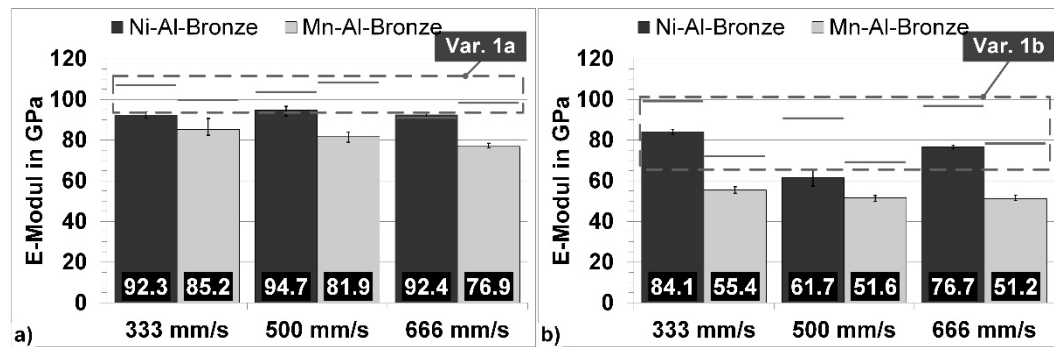 Ni-Al-Bronze Mn-Al-Bronze
Var. 1a
E-Modul in GPa
120
100
80
60
40
20
0
92.3 85.2 94.7 81.9 92.4 76.9
333 mm/s 500 mm/s 666 mm/s
a)
Ni-Al-Bronze Mn-Al-Bronze
Var. 1b
E-Modul in GPa
120
100
80
60
40
20
0
84.1 55.4 61.7 51.6 76.7 51.2
333 mm/s 500 mm/s 666 mm/s
b)